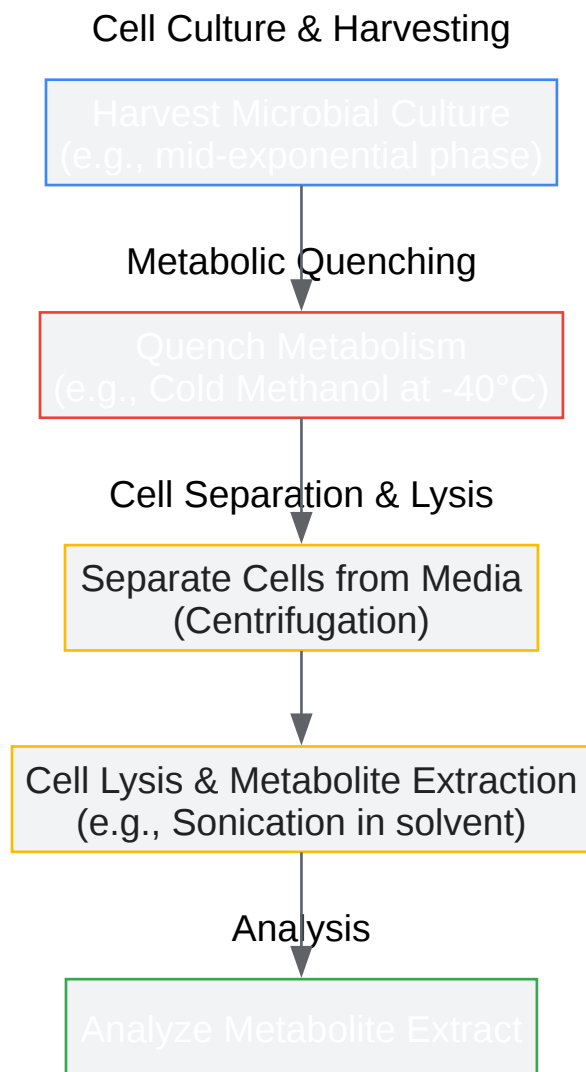 Cell Culture & Harvesting
Harvest Microbial Culture
(e.g., mid-exponential phase)
Metabolic Quenching
Quench Metabolism
(e.g., Cold Methanol at -40°C)
Cell Separation & Lysis
Separate Cells from Media
(Centrifugation)
Cell Lysis & Metabolite Extraction
(e.g., Sonication in solvent)
Analysis
Analyze Metabolite Extract